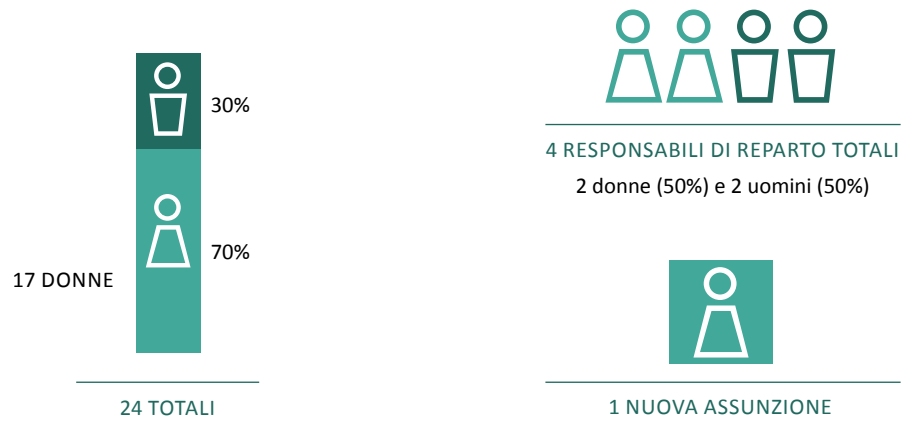 30%
70%
17 DONNE
24 TOTALI
4 RESPONSABILI DI REPARTO TOTALI
2 donne (50%) e 2 uomini (50%)
1 NUOVA ASSUNZIONE